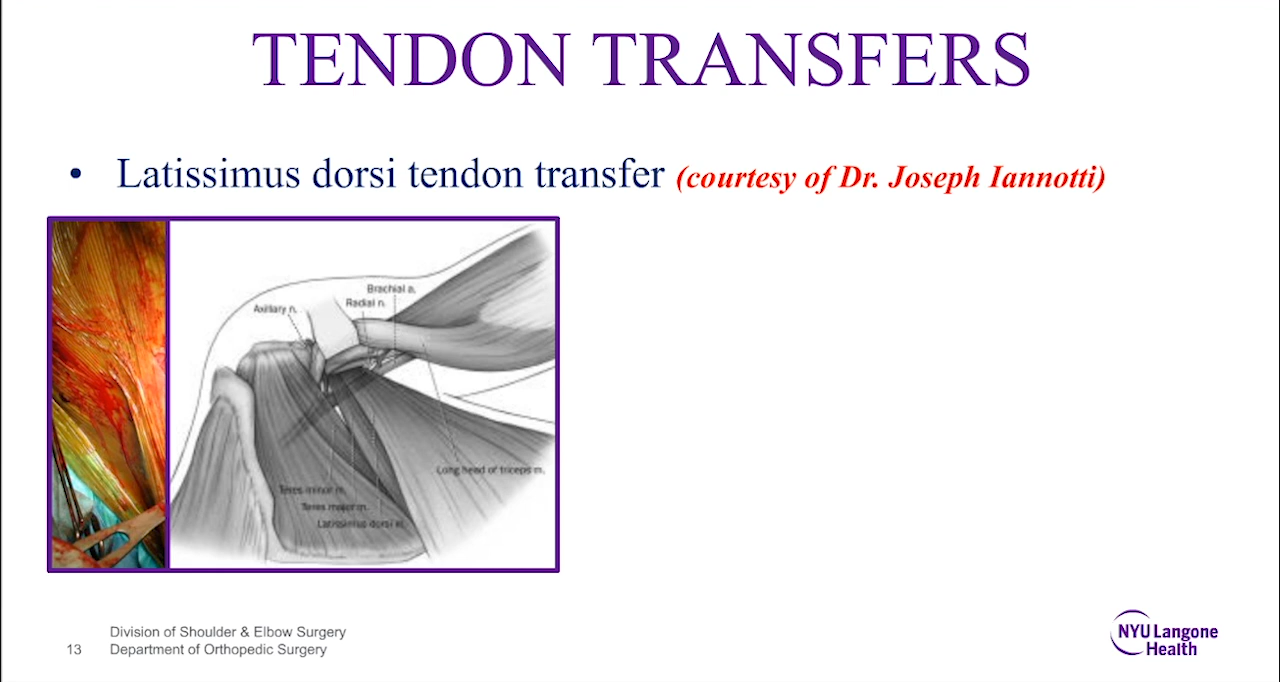 TENDON TRANSFERS
• Latissimus dorsi tendon transfer (courtesy of Dr. Joseph Iannotti)
Brachial a.
Radial n.
Axillary n.
Long head of triceps m.
Teres minor m.
Teres major m.
Latissimus dorsi m.
Division of Shoulder & Elbow Surgery
13 Department of Orthopedic Surgery
NYU Langone
Health